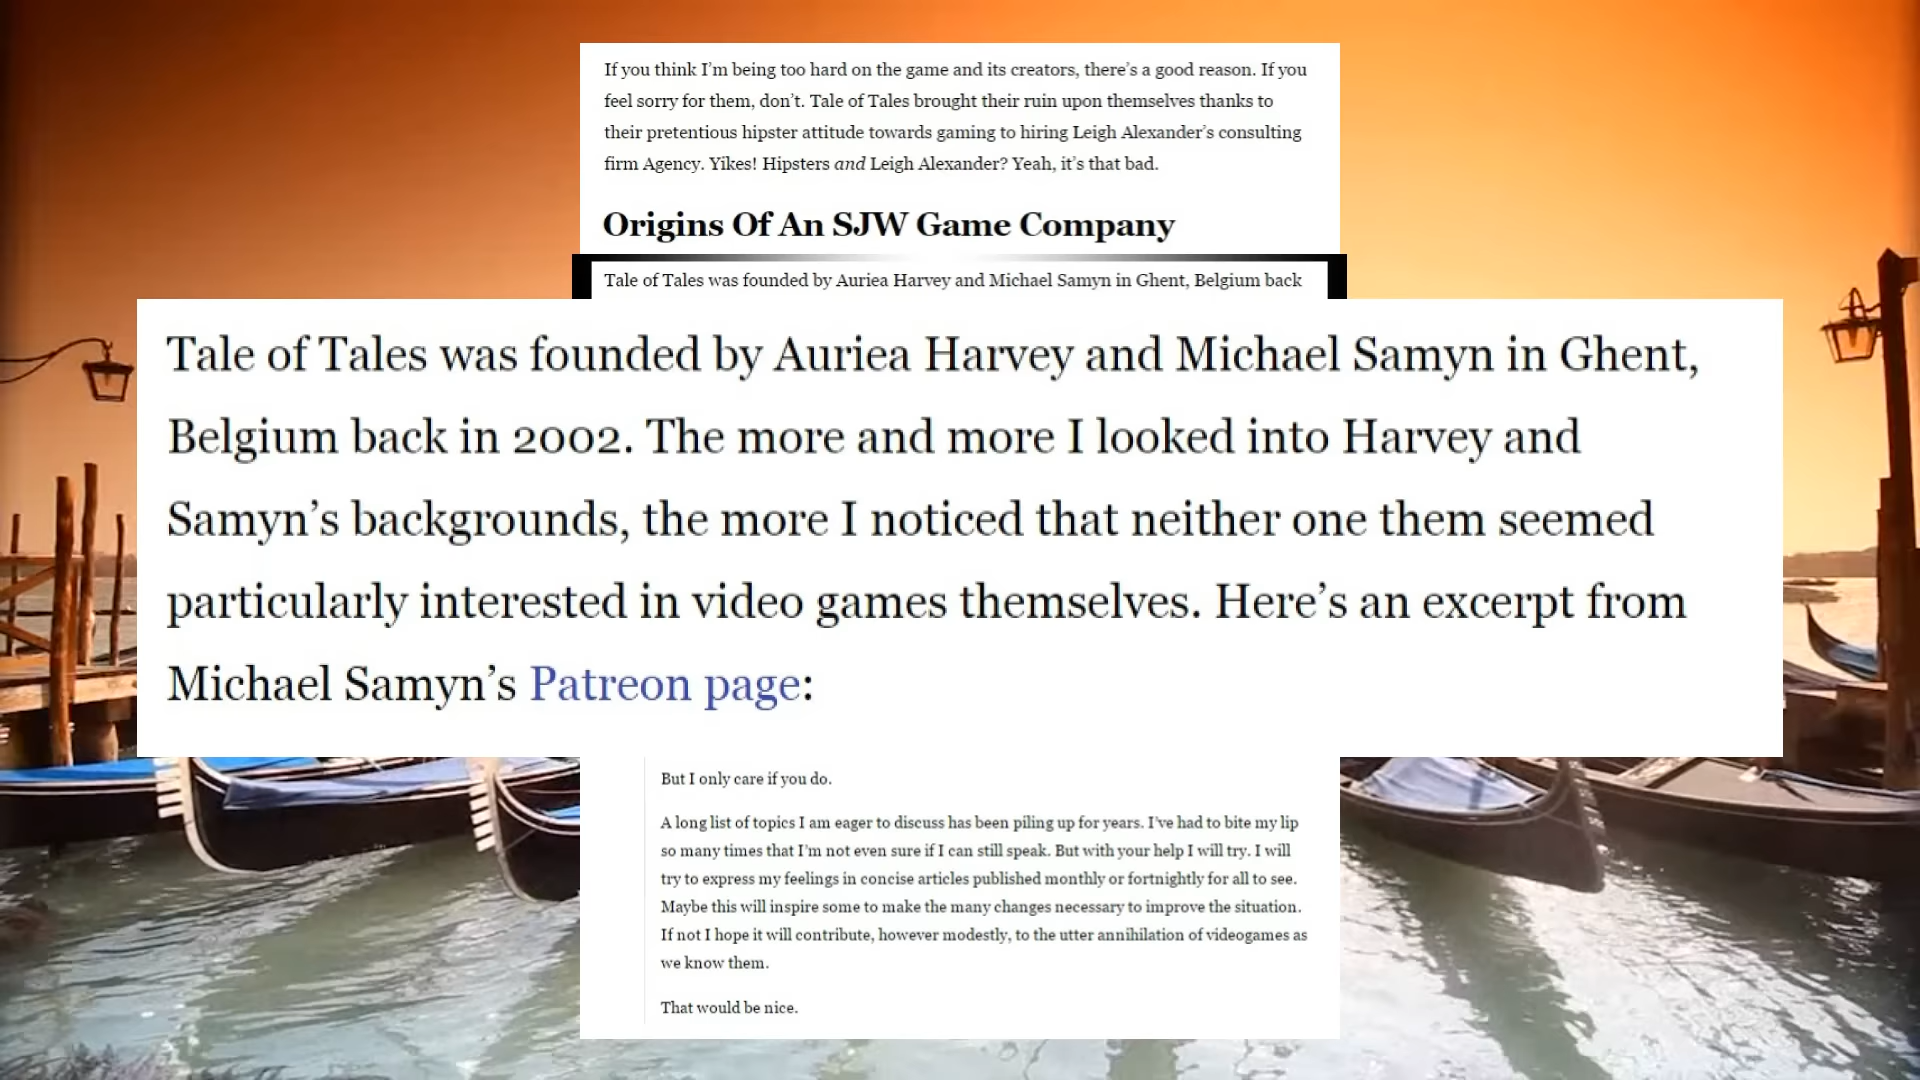 If you think I’m being too hard on the game and its creators, there’s a good reason. If you
feel sorry for them, don’t. Tale of Tales brought their ruin upon themselves thanks to
their pretentious hipster attitude towards gaming to hiring Leigh Alexander’s consulting
firm Agency. Yikes! Hipsters and Leigh Alexander? Yeah, it’s that bad.
Origins Of An SJW Game Company
Tale of Tales was founded by Auriea Harvey and Michael Samyn in Ghent, Belgium back
Tale of Tales was founded by Auriea Harvey and Michael Samyn in Ghent,
Belgium back in 2002. The more and more I looked into Harvey and
Samyn’s backgrounds, the more I noticed that neither one them seemed
particularly interested in video games themselves. Here’s an excerpt from
Michael Samyn’s Patreon page:
But I only care if you do.
A long list of topics I am eager to discuss has been piling up for years. I’ve had to bite my lip
so many times that I’m not even sure if I can still speak. But with your help I will try. I will
try to express my feelings in concise articles published monthly or fortnightly for all to see.
Maybe this will inspire some to make the many changes necessary to improve the situation.
If not I hope it will contribute, however modestly, to the utter annihilation of videogames as
we know them.
That would be nice.